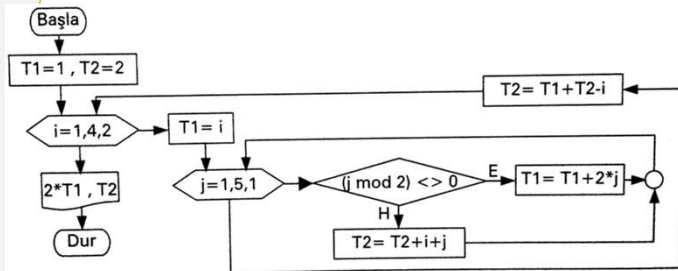 Başla
T1=1 , T2=2
T2= T1+T2-i
i=1,4,2
T1= i
j=1,5,1
(j mod 2) <> 0
E
T1= T1+2*j
2*T1 , T2
H
T2= T2+i+j
Dur